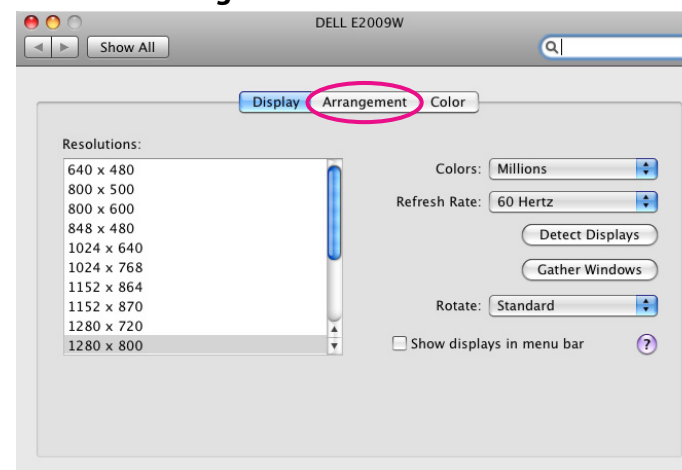 DELL E2009W
Show All
Display Arrangement Color
Resolutions:
640 x 480
800 x 500
800 x 600
848 x 480
1024 x 640
1024 x 768
1152 x 864
1152 x 870
1280 x 720
1280 x 800
Colors: Millions
Refresh Rate: 60 Hertz
Detect Displays
Gather Windows
Rotate: Standard
Show displays in menu bar ?